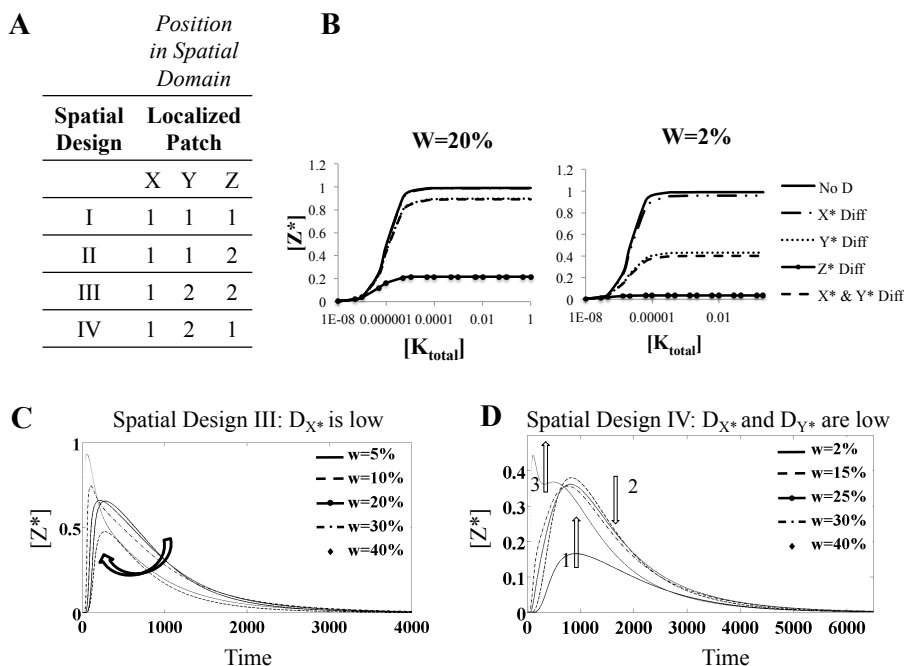 A
Position
in Spatial
Domain
Spatial Design Localized Patch
X Y Z
I 1 1 1
II 1 1 2
III 1 2 2
IV 1 2 1
B
W=20%
[Z*]
1.2
1
0.8
0.6
0.4
0.2
0
1E-08 0.000001 0.0001 0.01 1
W=2%
1.2
1
0.8
0.6
0.4
0.2
0
1E-08 0.00001 0.01
[Ktotal]
[Ktotal]
No D
X* Diff
Y* Diff
Z* Diff
X* & Y* Diff
C
Spatial Design III: DX* is low
[Z*]
1
0.5
0
0 1000 2000 3000 4000
Time
w=5%
w=10%
w=20%
w=30%
w=40%
D
Spatial Design IV: DX* and DY* are low
[Z*]
0.4
0.3
0.2
0.1
0
0 1000 2000 3000 4000 5000 6000
Time
3
2
1
w=2%
w=15%
w=25%
w=30%
w=40%